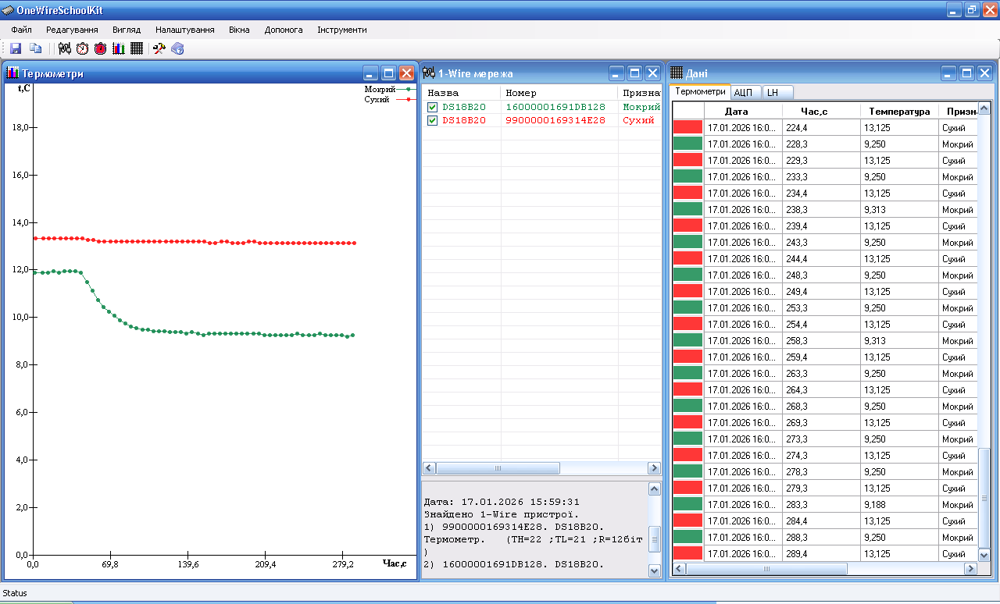 OneWireSchoolKit
Файл Редагування Вигляд Налаштування Вікна Допомога Інструменти
Термометри
t,C
Мокрий
Сухий
18,0
16,0
14,0
12,0
10,0
8,0
6,0
4,0
2,0
0,0
0,0 69,8 139,6 209,4 279,2 Час,с
1-Wire мережа
Назва Номер Призна
DS18B20 16000001691DB128 Мокрий
DS18B20 9900000169314E28 Сухий
Дата: 17.01.2026 15:59:31
Знайдено 1-Wire пристрої.
1) 9900000169314E28. DS18B20.
Термометр. (TH=22 ;TL=21 ;R=12біт
)
2) 16000001691DB128. DS18B20.
Дані
Термометри АЦП LH
Дата Час,с Температура Призн
17.01.2026 16:0... 224,4 13,125 Сухий
17.01.2026 16:0... 228,3 9,250 Мокрий
17.01.2026 16:0... 229,3 13,125 Сухий
17.01.2026 16:0... 233,3 9,250 Мокрий
17.01.2026 16:0... 234,4 13,125 Сухий
17.01.2026 16:0... 238,3 9,313 Мокрий
17.01.2026 16:0... 239,4 13,125 Сухий
17.01.2026 16:0... 243,3 9,250 Мокрий
17.01.2026 16:0... 244,4 13,125 Сухий
17.01.2026 16:0... 248,3 9,250 Мокрий
17.01.2026 16:0... 249,4 13,125 Сухий
17.01.2026 16:0... 253,3 9,250 Мокрий
17.01.2026 16:0... 254,4 13,125 Сухий
17.01.2026 16:0... 258,3 9,313 Мокрий
17.01.2026 16:0... 259,4 13,125 Сухий
17.01.2026 16:0... 263,3 9,250 Мокрий
17.01.2026 16:0... 264,3 13,125 Сухий
17.01.2026 16:0... 268,3 9,250 Мокрий
17.01.2026 16:0... 269,3 13,125 Сухий
17.01.2026 16:0... 273,3 9,250 Мокрий
17.01.2026 16:0... 274,3 13,125 Сухий
17.01.2026 16:0... 278,3 9,250 Мокрий
17.01.2026 16:0... 279,3 13,125 Сухий
17.01.2026 16:0... 283,3 9,188 Мокрий
17.01.2026 16:0... 284,4 13,125 Сухий
17.01.2026 16:0... 288,3 9,250 Мокрий
17.01.2026 16:0... 289,4 13,125 Сухий
Status